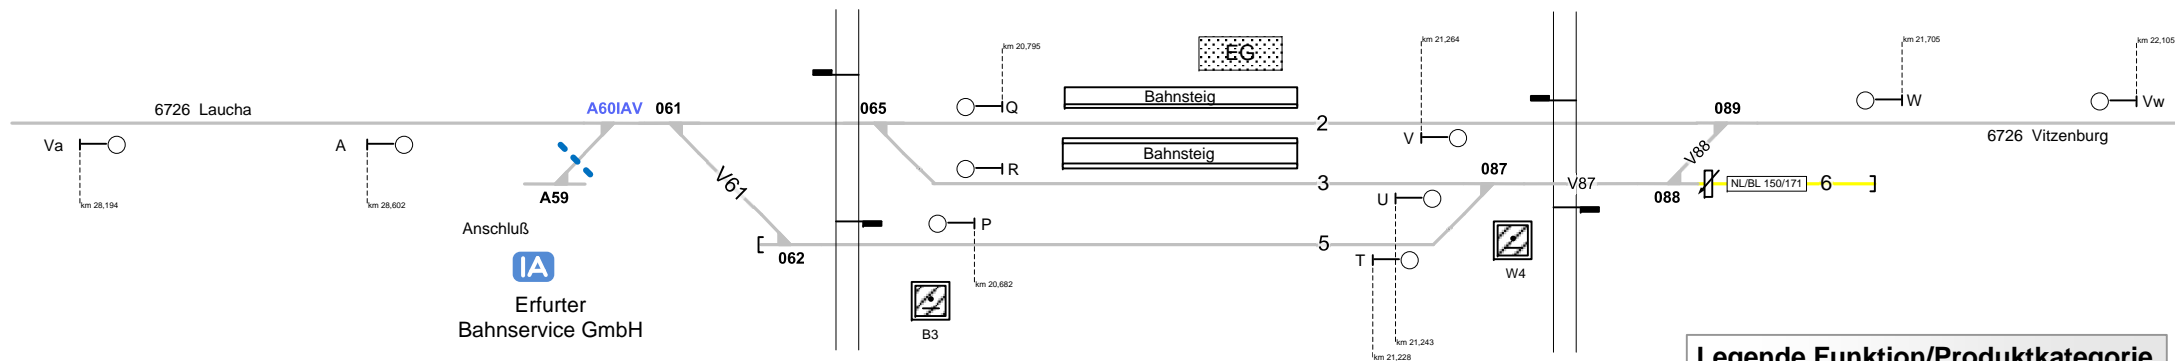 EG
km 20,795
km 21,264
km 21,705
km 22,105
Bahnsteig
6726 Laucha
A60IAV
061
065
Q
W
Vw
089
2
6726 Vitzenburg
Va
A
V
Bahnsteig
R
V61
V88
087
3
V87
NL/BL 150/171
6
A59
088
U
km 28,194
km 28,602
Anschluß
P
5
062
T
W4
IA
km 20,682
Erfurter
Bahnservice GmbH
B3
km 21,243
km 21,228
Legende Funktion/Produktkategorie